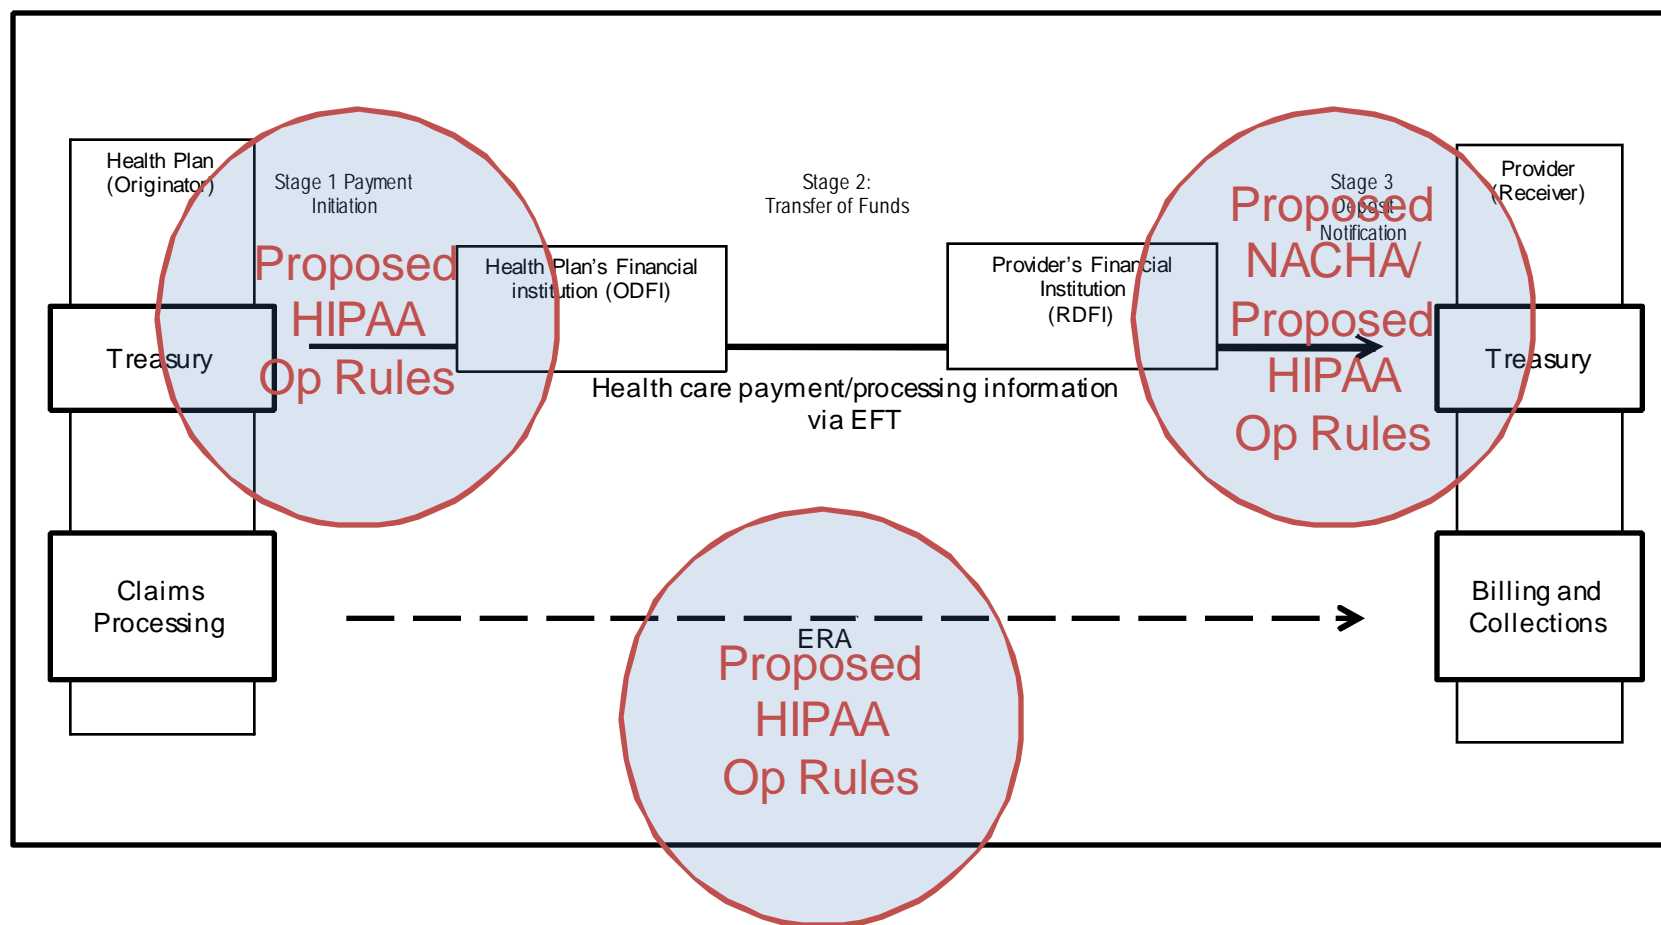 Health Plan
(Originator)
Stage 1 Payment
Initiation
Stage 2:
Transfer of Funds
Stage 3
Deposit
Notification
Provider
(Receiver)
Proposed
HIPAA
Op Rules
Health Plan's Financial
institution (ODFI)
Provider's Financial
Institution
(RDFI)
Proposed
NACHA/
Proposed
HIPAA
Op Rules
Treasury
Treasury
Health care payment/processing information
via EFT
Claims
Processing
ERA
Proposed
HIPAA
Op Rules
Billing and
Collections